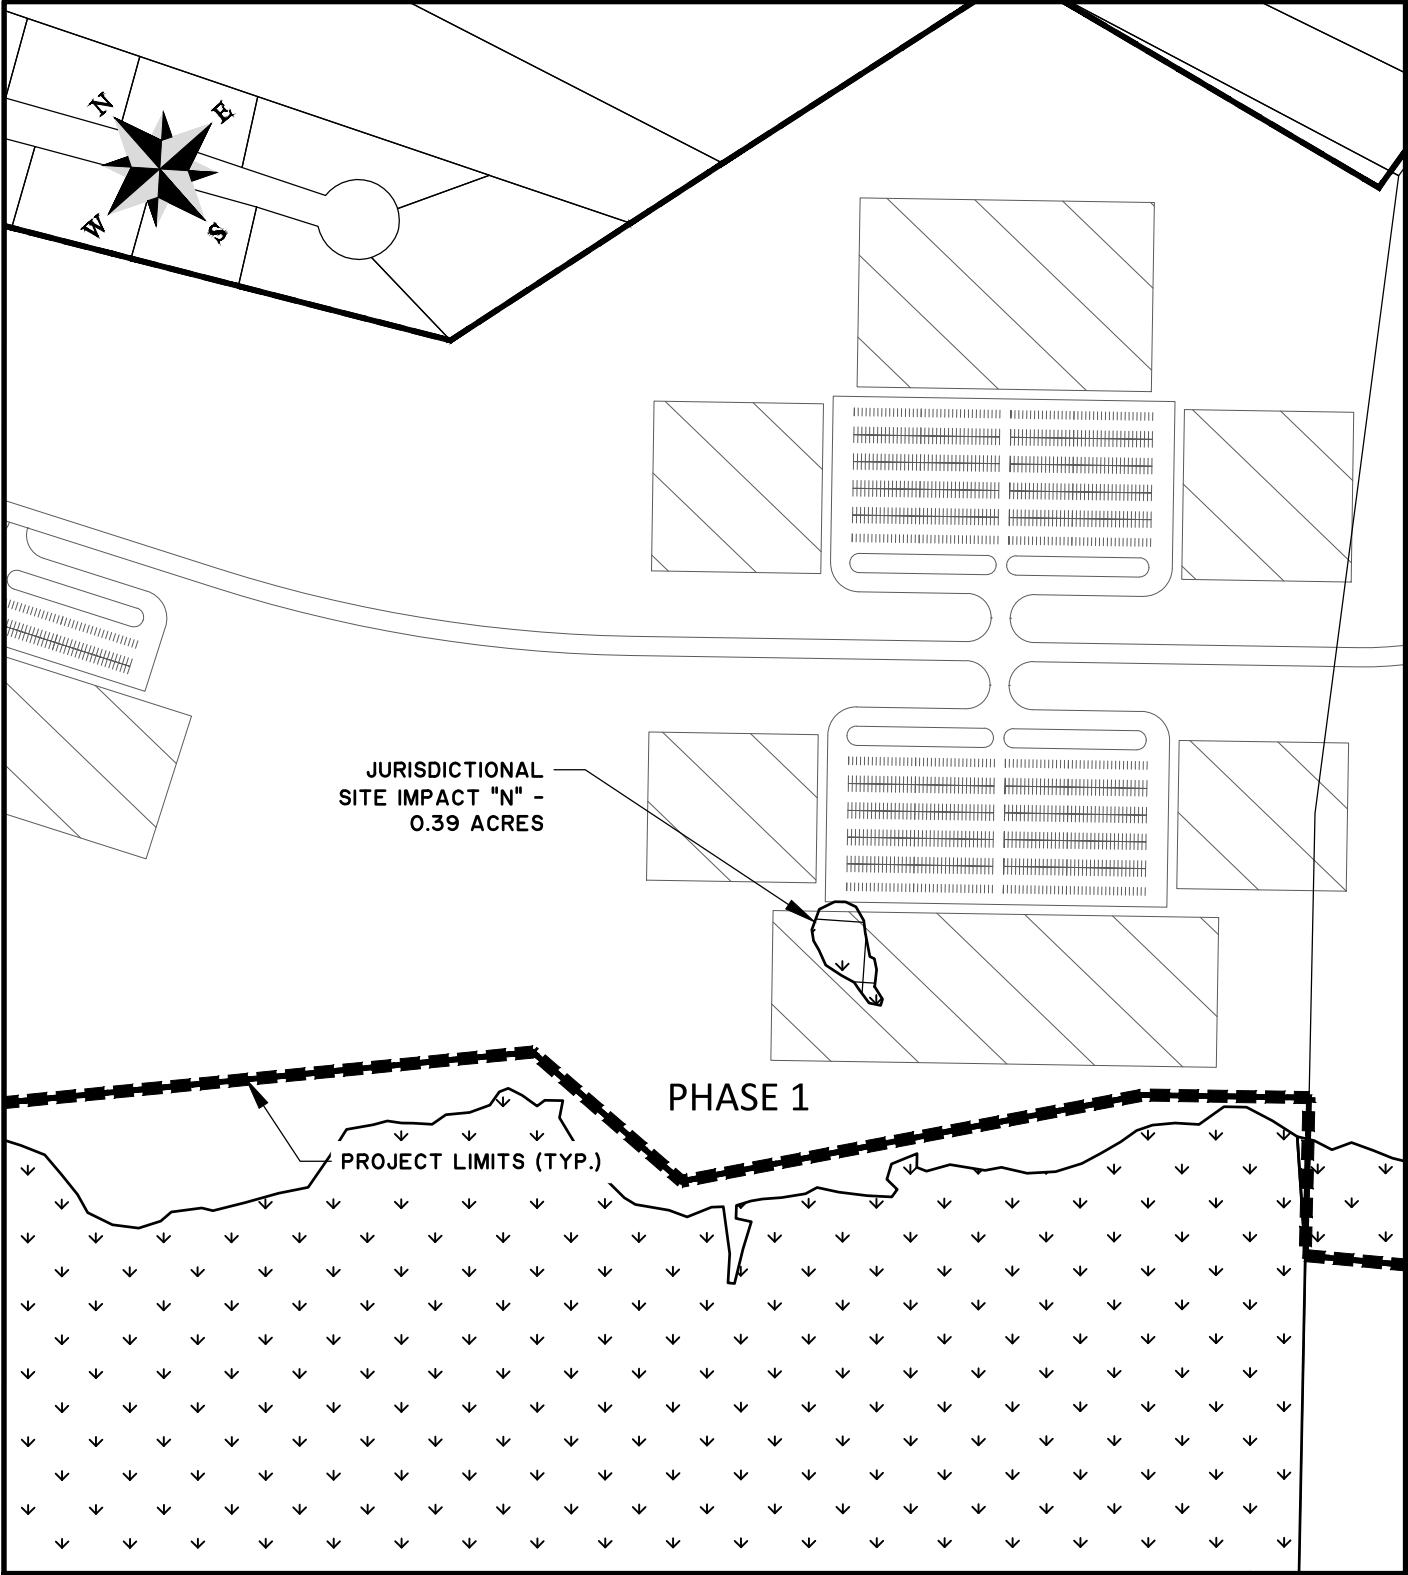 N
E
W
S
JURISDICTIONAL
SITE IMPACT "N" -
0.39 ACRES
PHASE 1
PROJECT LIMITS (TYP.)